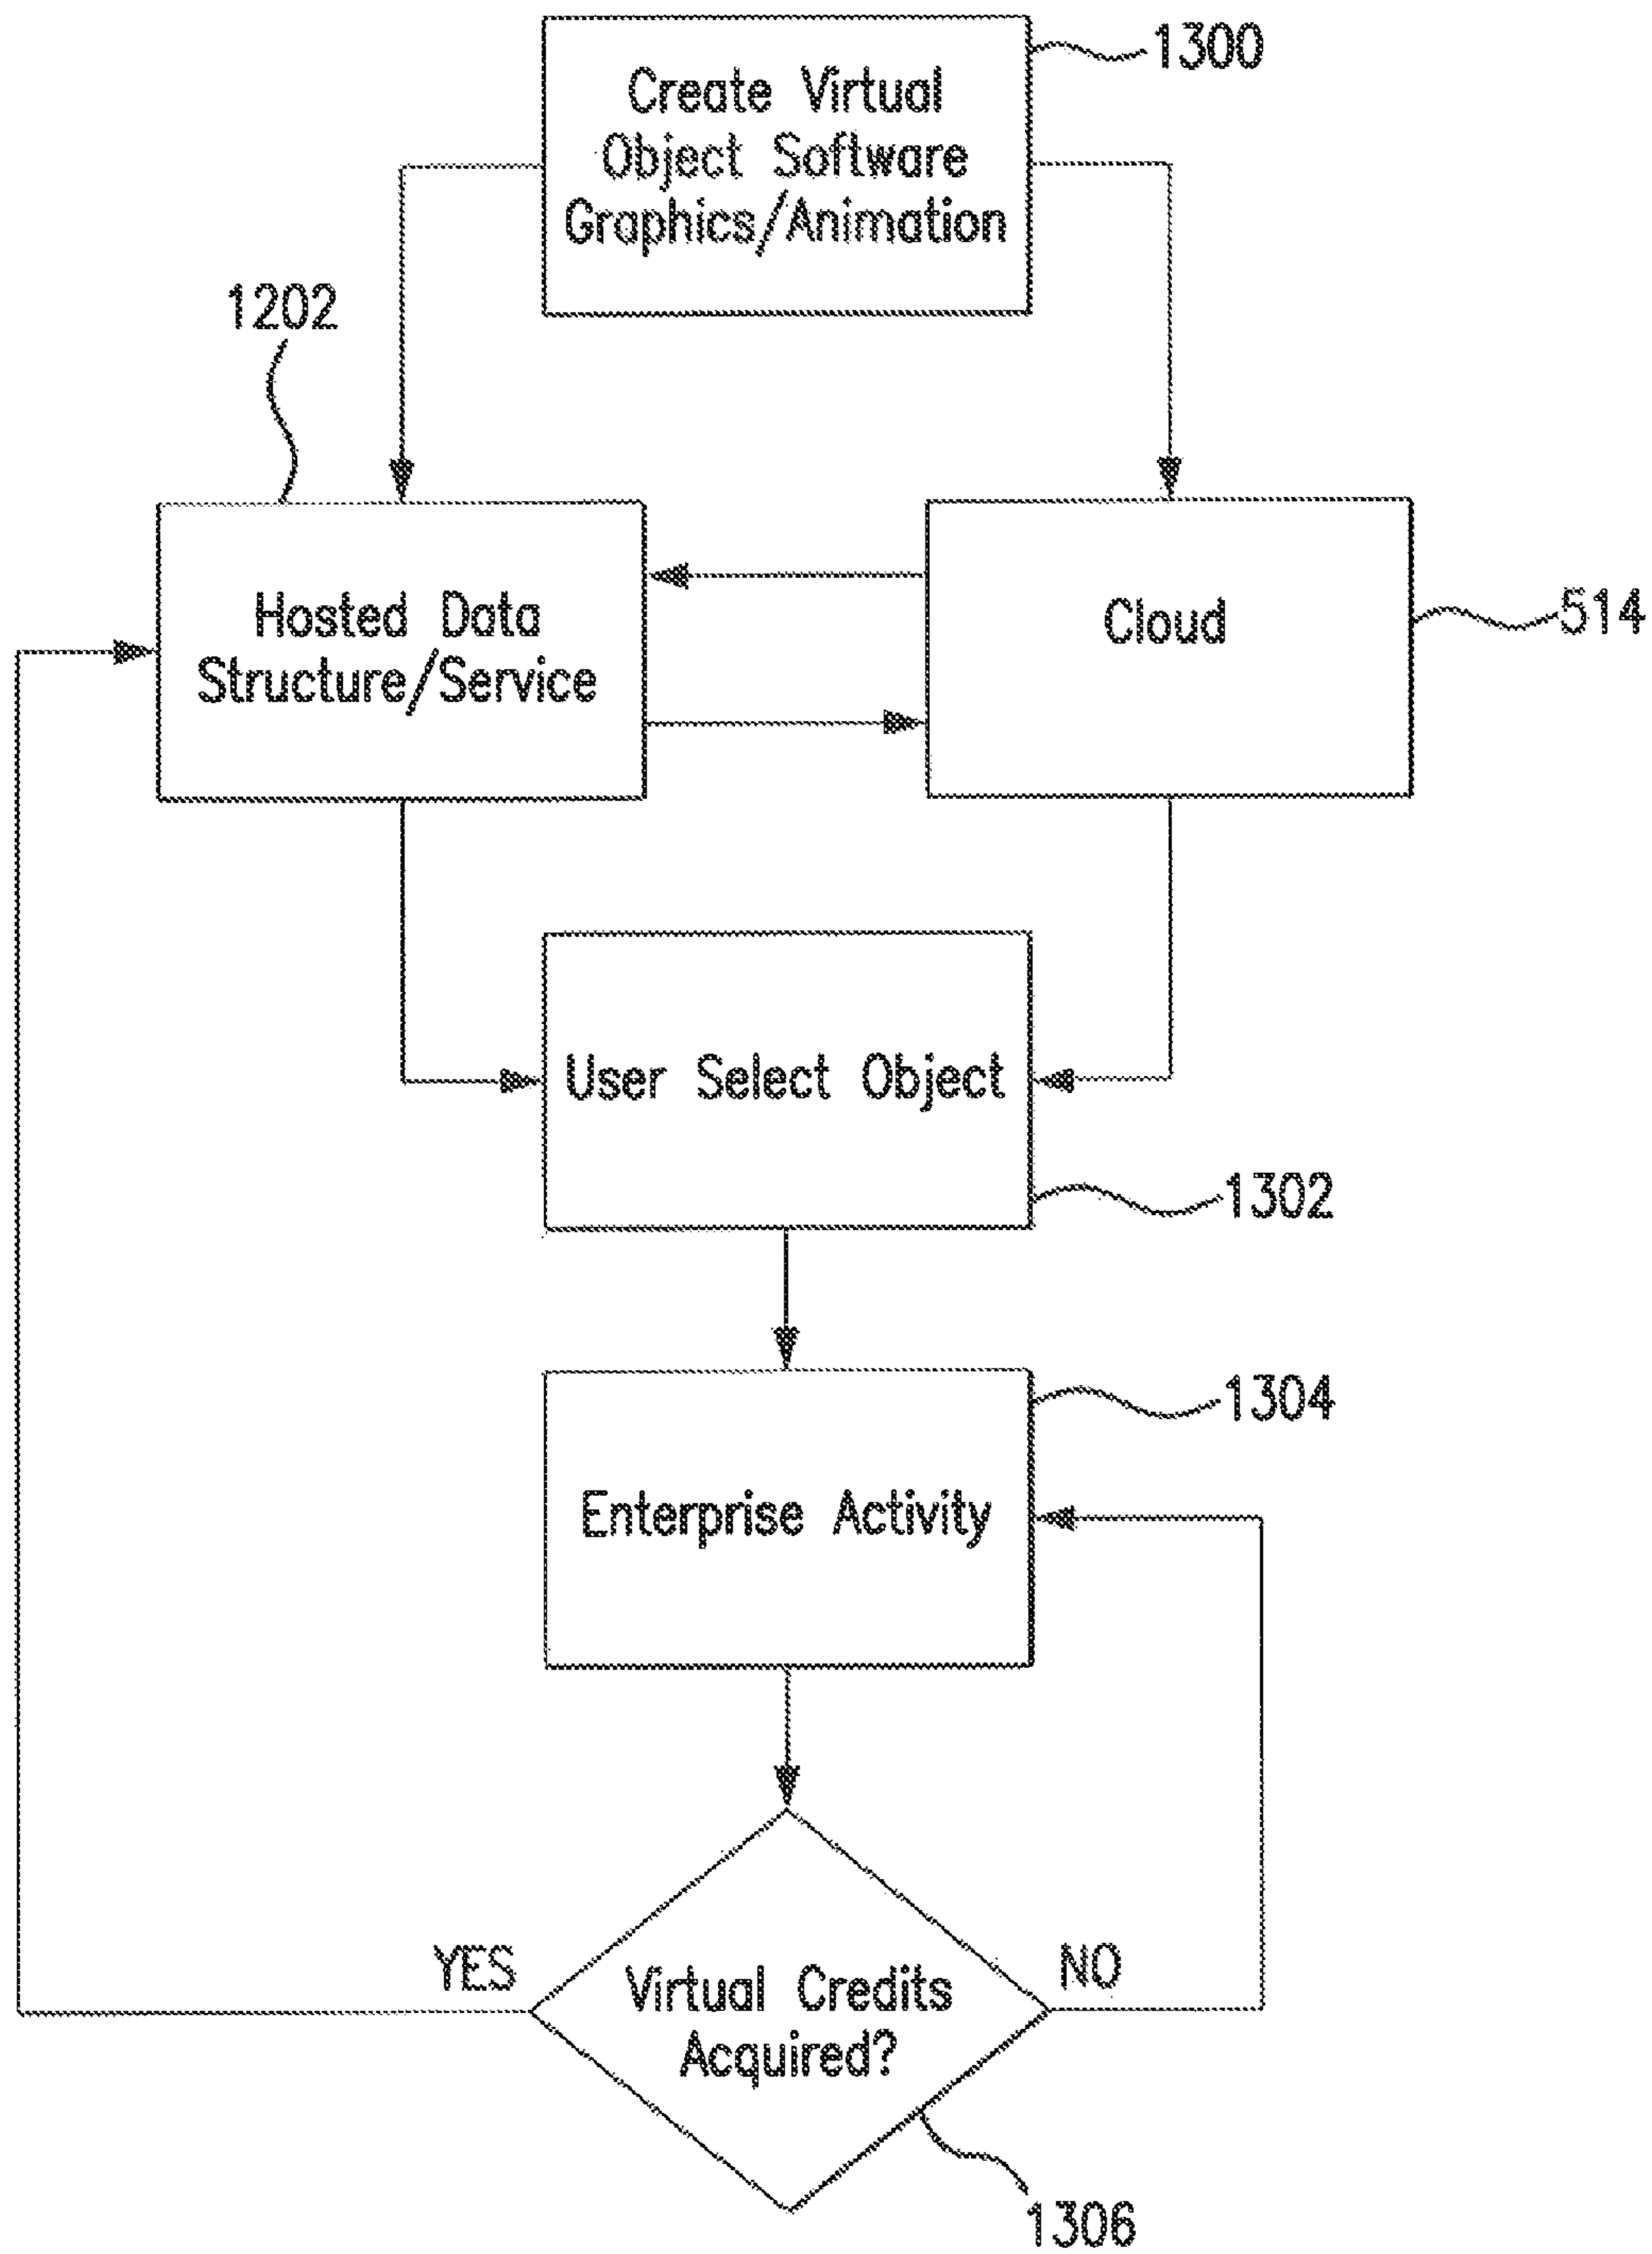 1300
Create Virtual
Object Software
Graphics/Animation
1202
Hosted Data
Structure/Service
Cloud
514
User Select Object
1302
1304
Enterprise Activity
YES
Virtual Credits
Acquired?
NO
1306